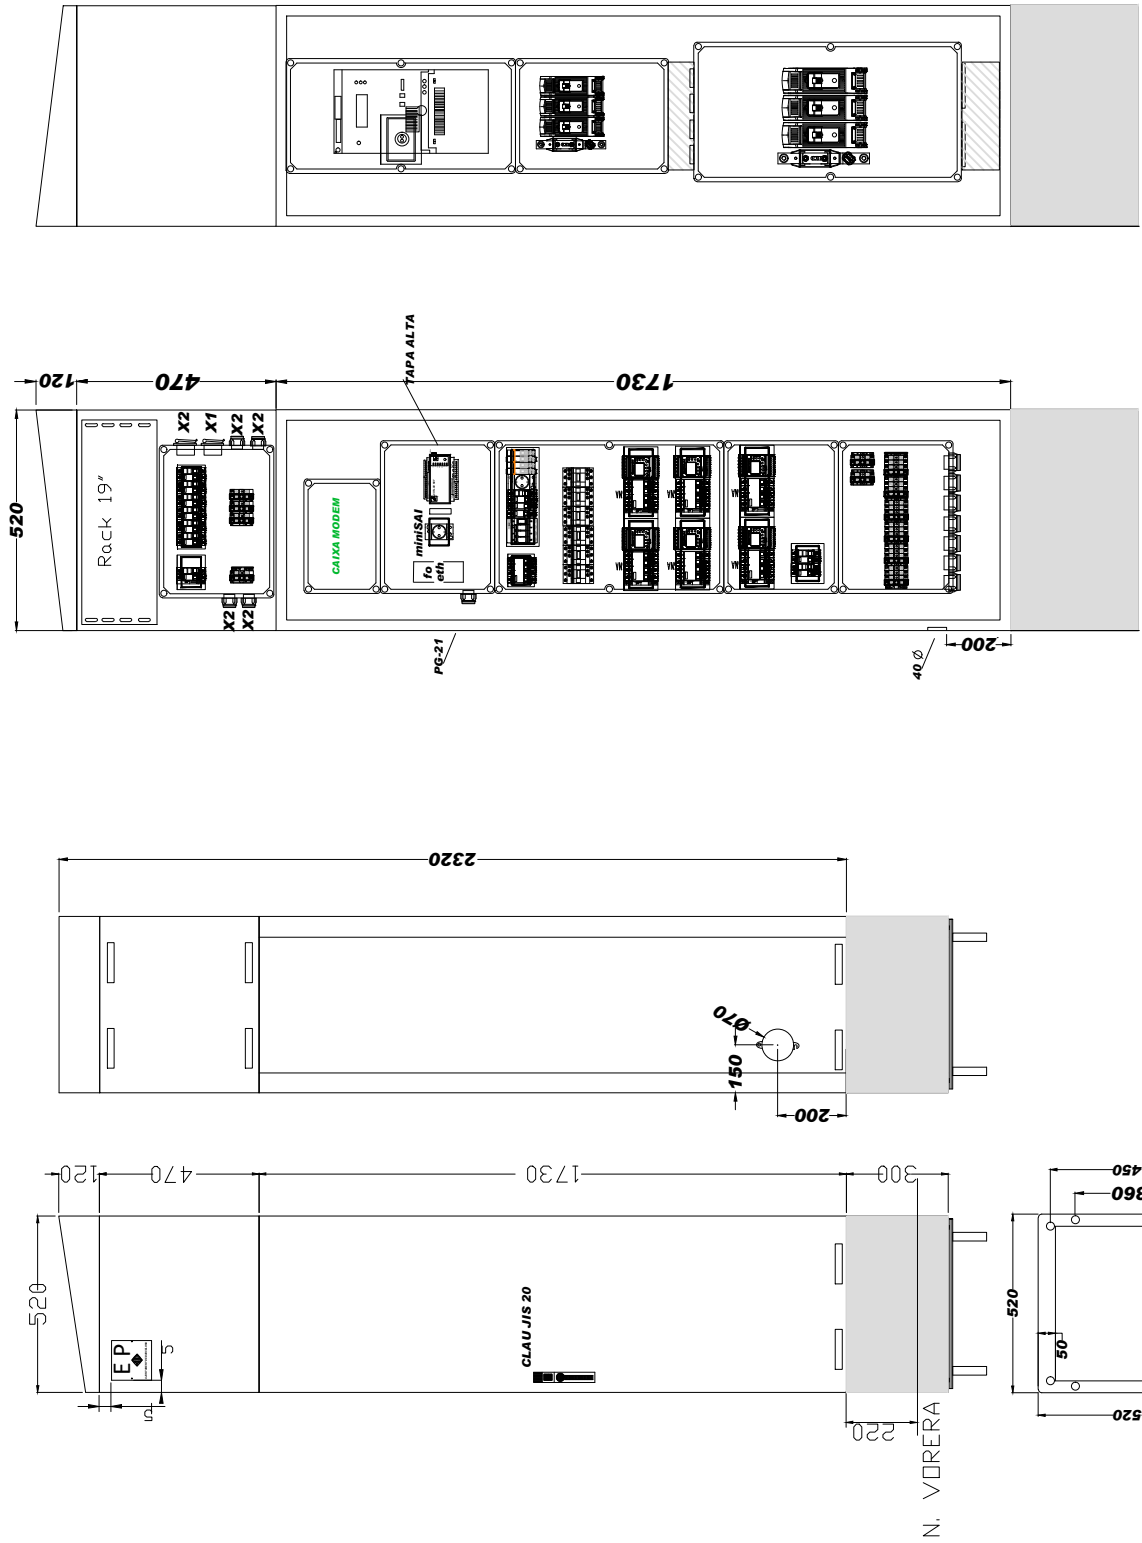 120
470
1730
520
Rack 19"
X2
X1
X2
X2
X2
X2
TAPA ALTA
CAIXA MODEM
miniSAI
fo
eth
PG-21
40 Ø
200
2320
Ø70
150
200
120
470
1730
300
520
E P
5
5
CLAU JIS 20
220
N. VORERA
450
360
520
50
520